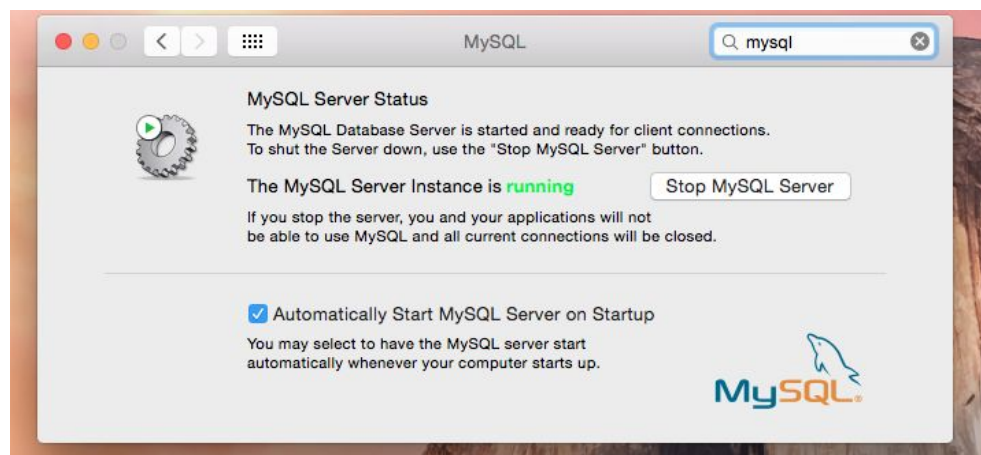 MySQL
mysql
MySQL Server Status
The MySQL Database Server is started and ready for client connections.
To shut the Server down, use the "Stop MySQL Server" button.
The MySQL Server Instance is running
Stop MySQL Server
If you stop the server, you and your applications will not
be able to use MySQL and all current connections will be closed.
Automatically Start MySQL Server on Startup
You may select to have the MySQL server start
automatically whenever your computer starts up.
MySQL®